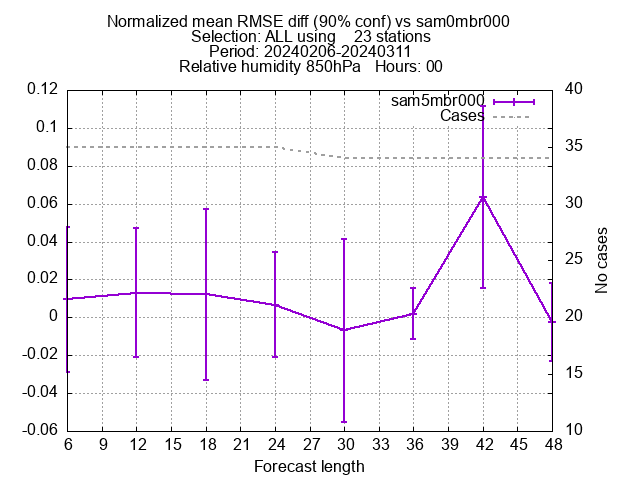 Normalized mean RMSE diff (90% conf) vs sam0mbr000
Selection: ALL using    23 stations
Period: 20240206-20240311
Relative humidity 850hPa   Hours: 00
sam5mbr000
Cases
0.12
0.1
0.08
0.06
0.04
0.02
0
-0.02
-0.04
-0.06
40
35
30
25
20
15
10
No cases
6 9 12 15 18 21 24 27 30 33 36 39 42 45 48
Forecast length